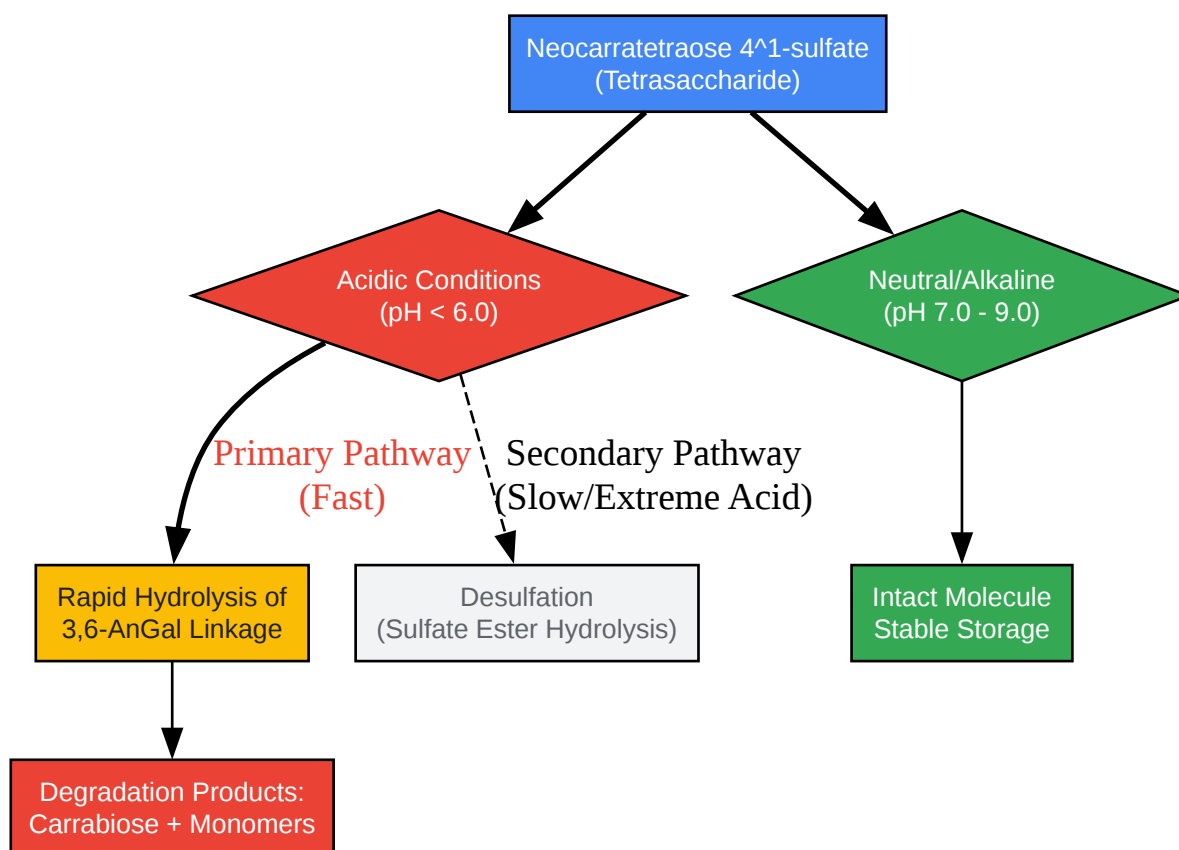 Neocarratetraose 4^1-sulfate
(Tetrasaccharide)
Acidic Conditions
(pH < 6.0)
Neutral/Alkaline
(pH 7.0 - 9.0)
Primary Pathway
(Fast)
Secondary Pathway
(Slow/Extreme Acid)
Rapid Hydrolysis of
3,6-AnGal Linkage
Desulfation
(Sulfate Ester Hydrolysis)
Intact Molecule
Stable Storage
Degradation Products:
Carrabiose + Monomers